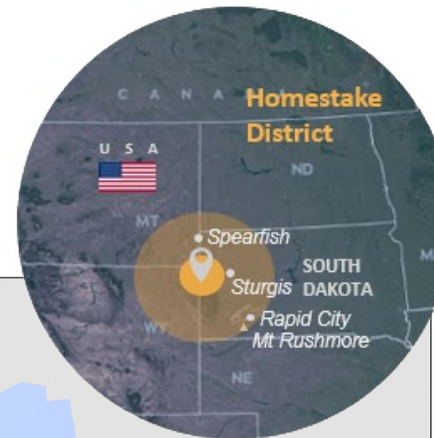 C A N A D A
Homestake
District
U S A
ND
MT
Spearfish
SOUTH
DAKOTA
Sturgis
WY
Rapid City
Mt Rushmore
NE
M